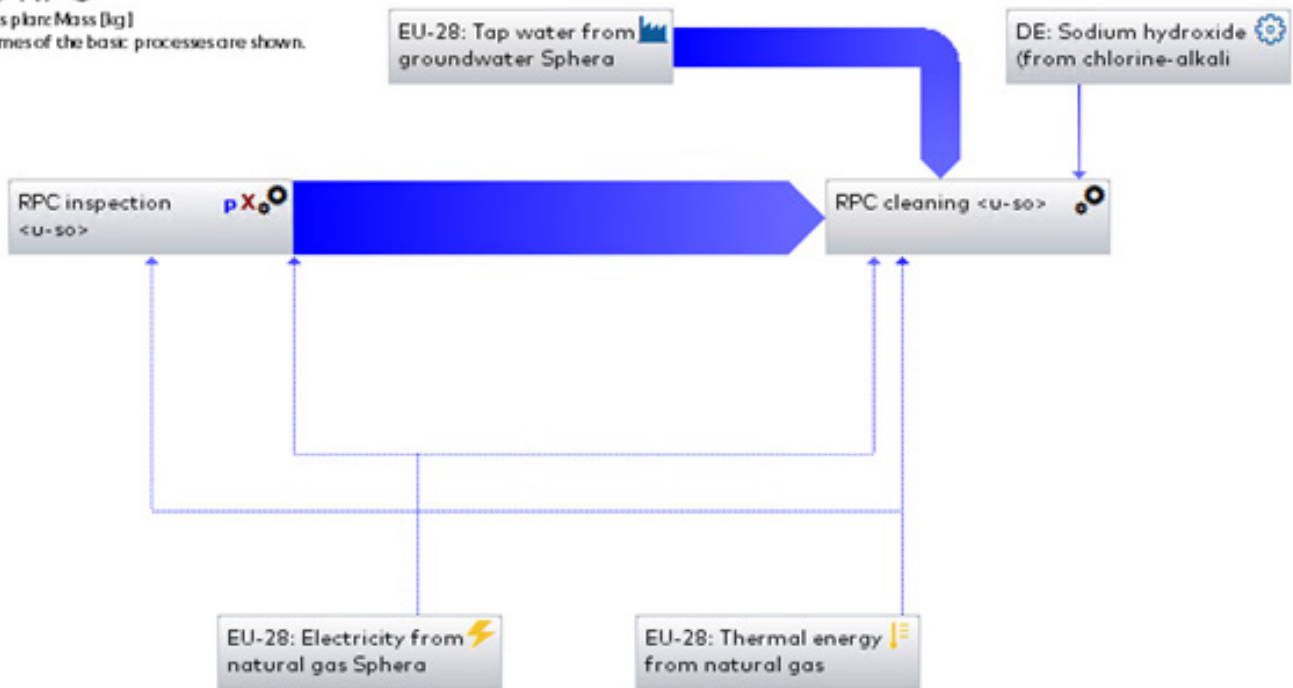 s plan: Mass [kg]
mes of the basic processes are shown.
EU-28: Tap water from
groundwater Sphera
DE: Sodium hydroxide
(from chlorine-alkali
RPC inspection
<u-so>
pX
RPC cleaning <u-so>
EU-28: Electricity from
natural gas Sphera
EU-28: Thermal energy
from natural gas